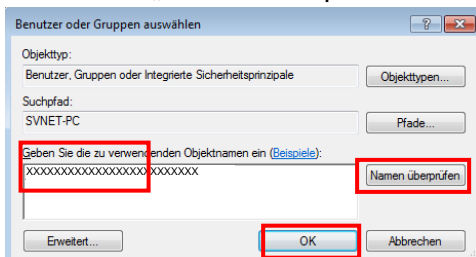 Benutzer oder Gruppen auswählen
Objekttyp:
Benutzer, Gruppen oder Integrierte Sicherheitsprinzipale
Objekttypen...
Suchpfad:
SVNET-PC
Pfade...
Geben Sie die zu verwendenden Objektnamen ein (Beispiele):
XXXXXXXXXXXXXXXXXXXXXXXXX
Namen überprüfen
Erweitert...
OK
Abbrechen